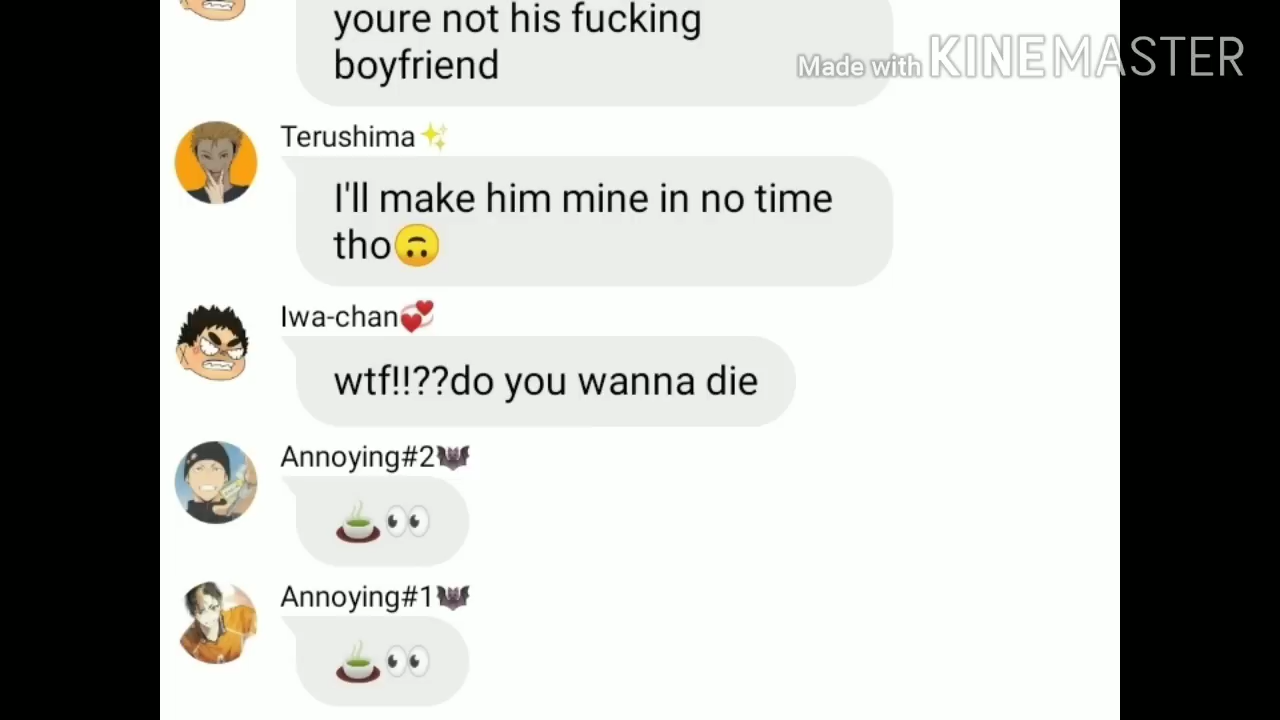 youre not his fucking
boyfriend
Made with KINEMASTER
Terushima✨
I'll make him mine in no time
tho🙃
Iwa-chan💞
wtf!!??do you wanna die
Annoying#2🦇
🍵👀
Annoying#1🦇
🍵👀